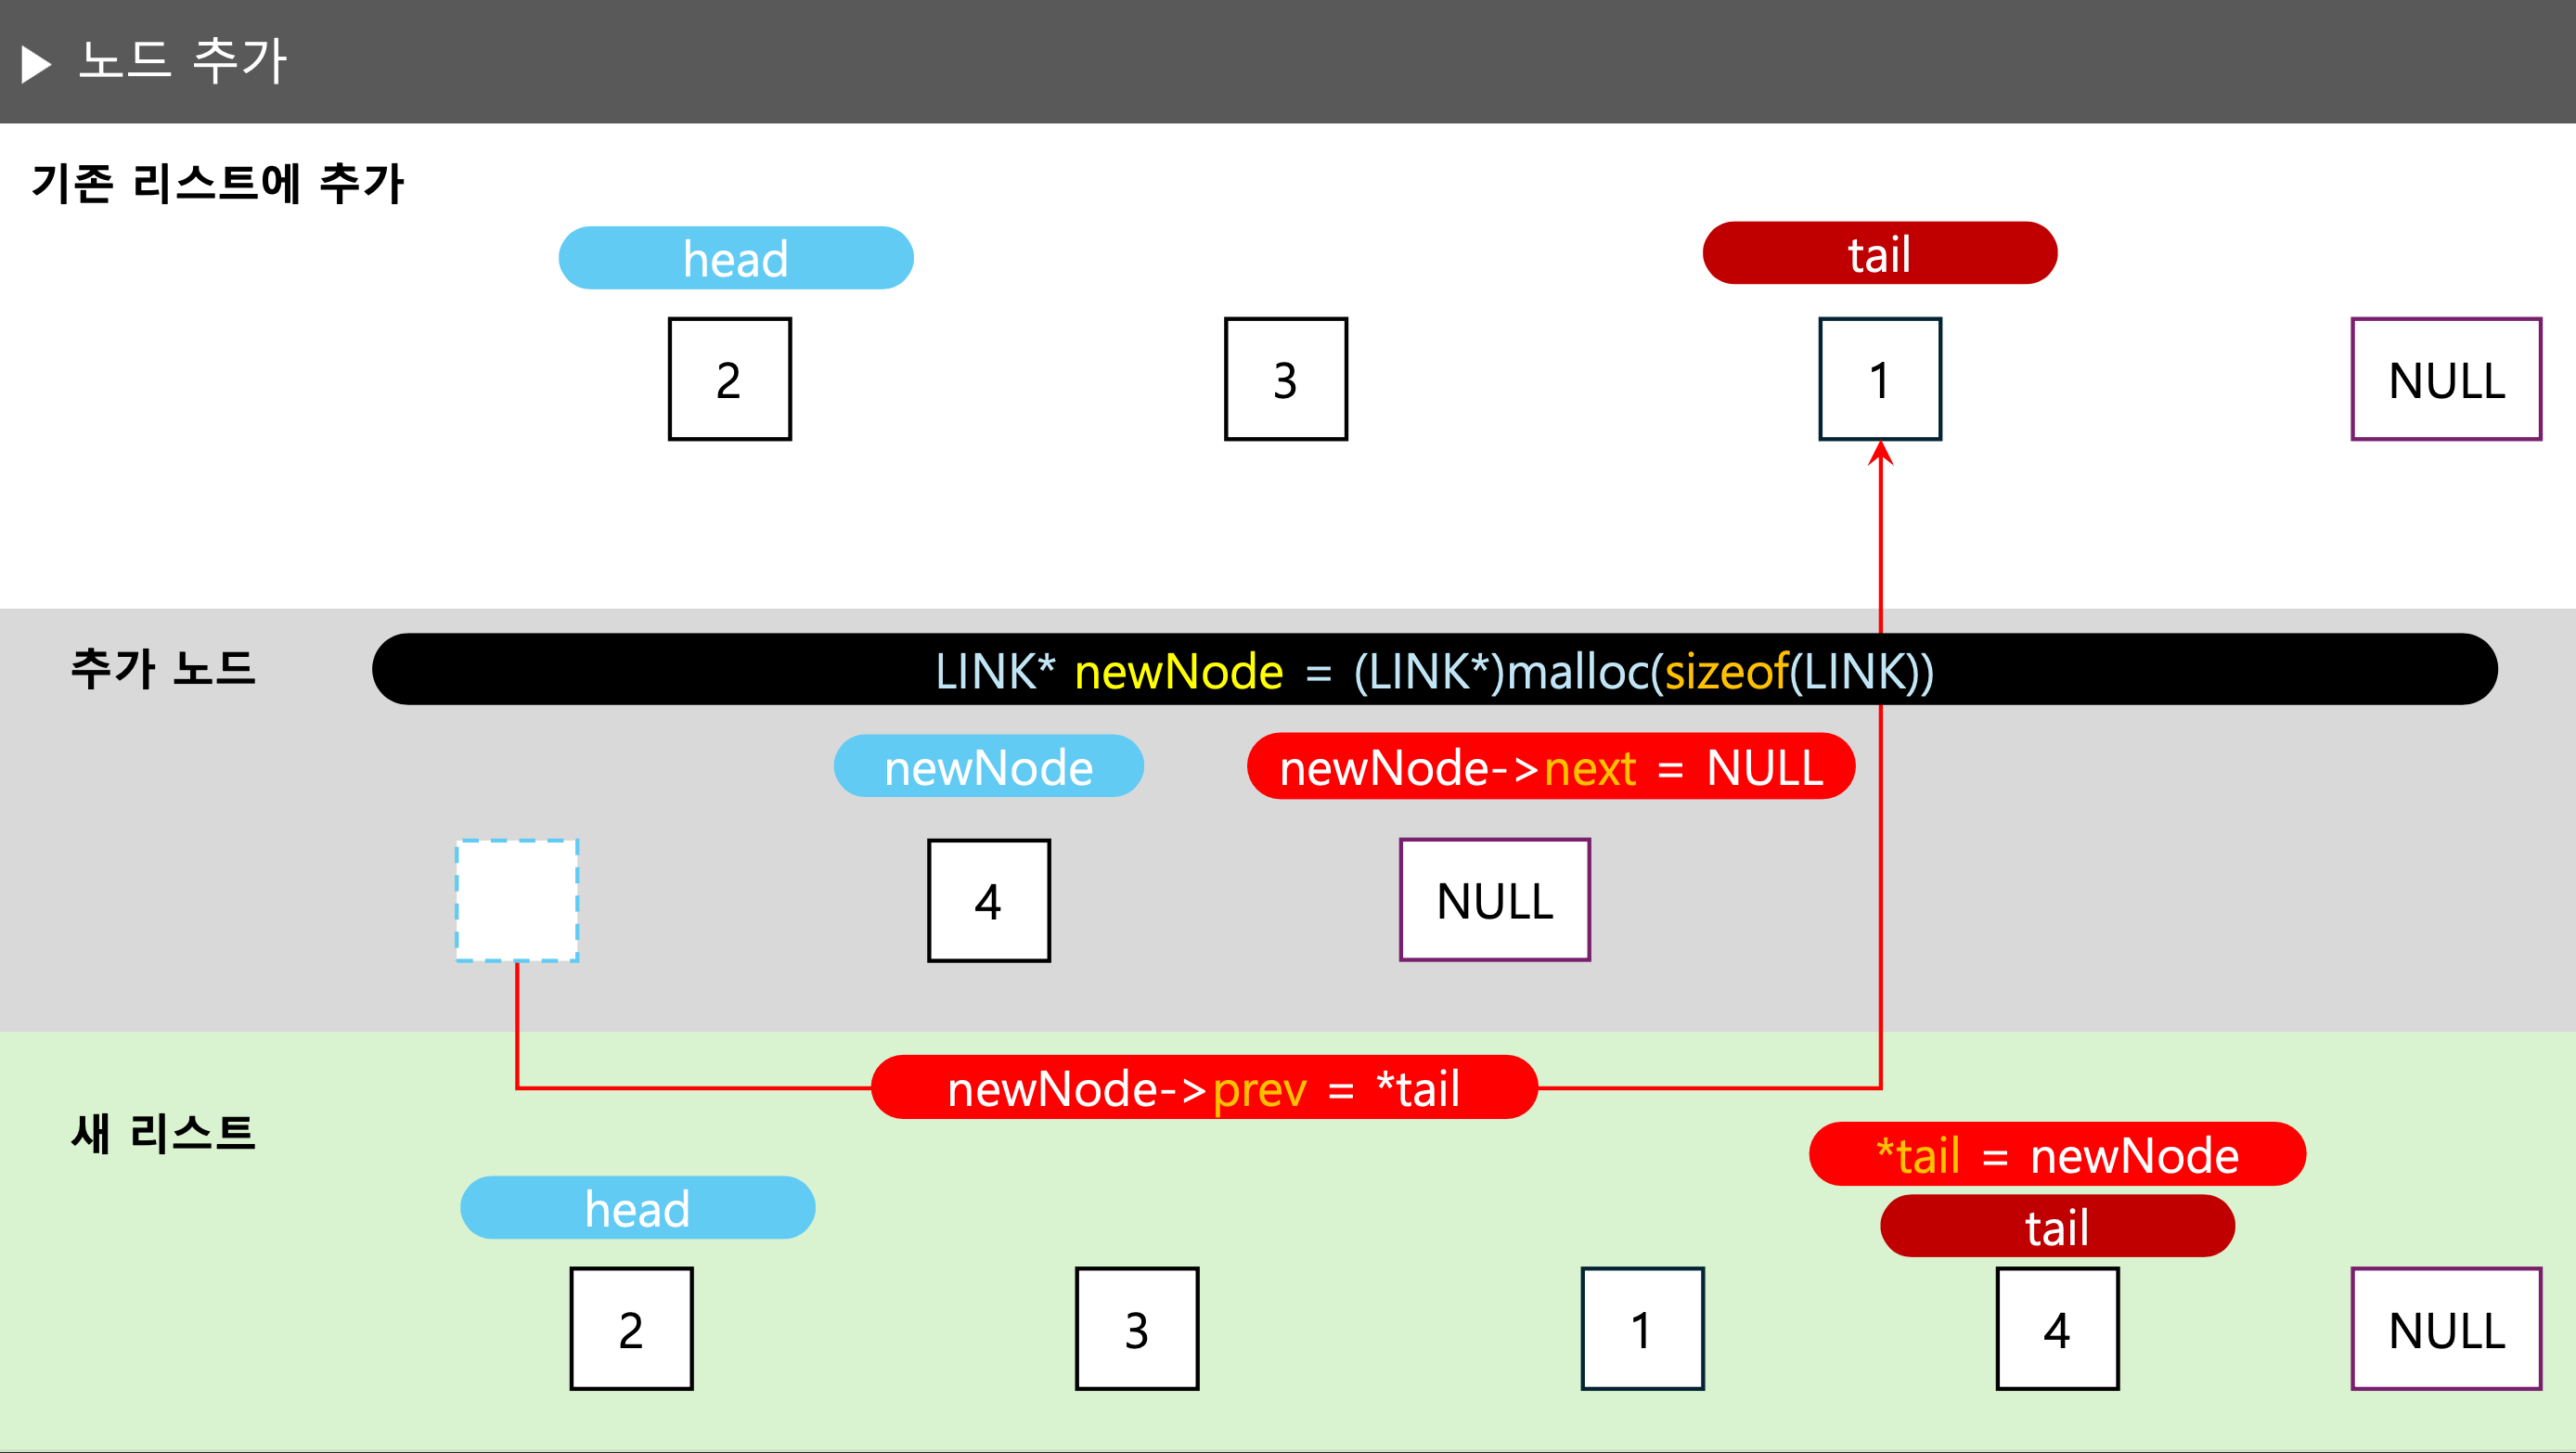 ▶ 노드 추가
기존 리스트에 추가
head
tail
2
3
1
NULL
추가 노드
LINK* newNode = (LINK*)malloc(sizeof(LINK))
newNode
newNode->next = NULL
4
NULL
newNode->prev = *tail
새 리스트
*tail = newNode
head
tail
2
3
1
4
NULL